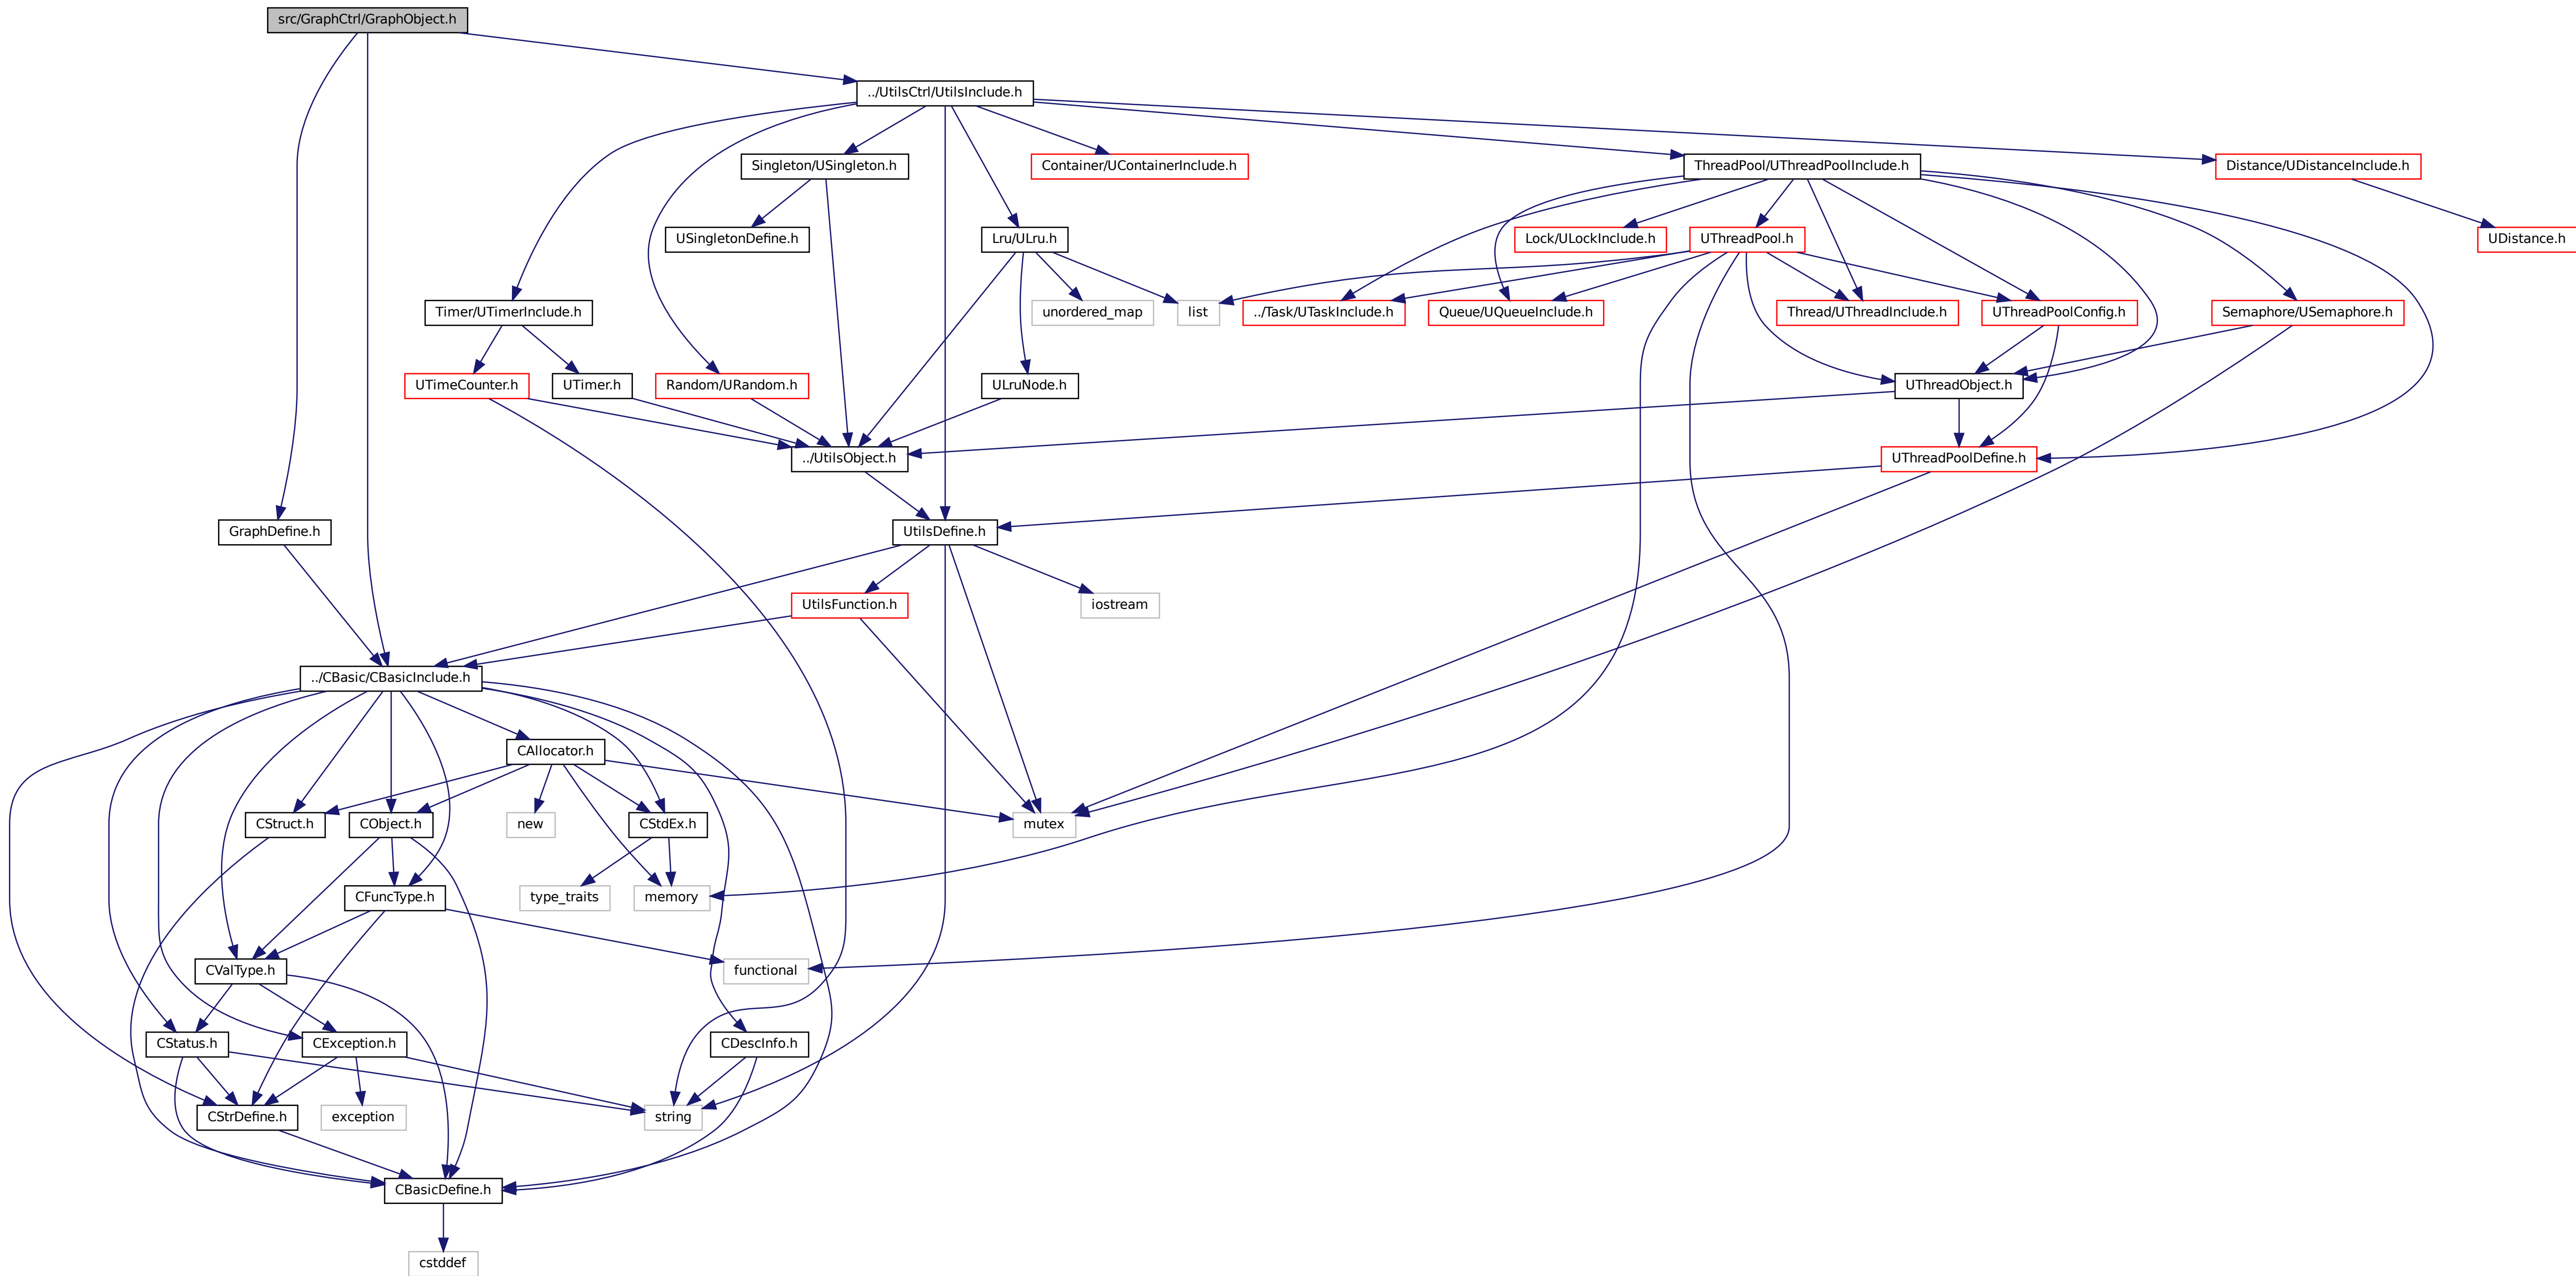 src/GraphCtrl/GraphObject.h
../UtilsCtrl/UtilsInclude.h
Singleton/USingleton.h
Container/UContainerInclude.h
ThreadPool/UThreadPoolInclude.h
Distance/UDistanceInclude.h
USingletonDefine.h
Lru/ULru.h
Lock/ULockInclude.h
UThreadPool.h
UDistance.h
Timer/UTimerInclude.h
unordered_map
list
../Task/UTaskInclude.h
Queue/UQueueInclude.h
Thread/UThreadInclude.h
UThreadPoolConfig.h
Semaphore/USemaphore.h
UTimeCounter.h
UTimer.h
Random/URandom.h
ULruNode.h
UThreadObject.h
../UtilsObject.h
UThreadPoolDefine.h
GraphDefine.h
UtilsDefine.h
UtilsFunction.h
iostream
../CBasic/CBasicInclude.h
CAllocator.h
CStruct.h
CObject.h
new
CStdEx.h
mutex
CFuncType.h
type_traits
memory
CValType.h
functional
CStatus.h
CException.h
CDescInfo.h
CStrDefine.h
exception
string
CBasicDefine.h
cstddef